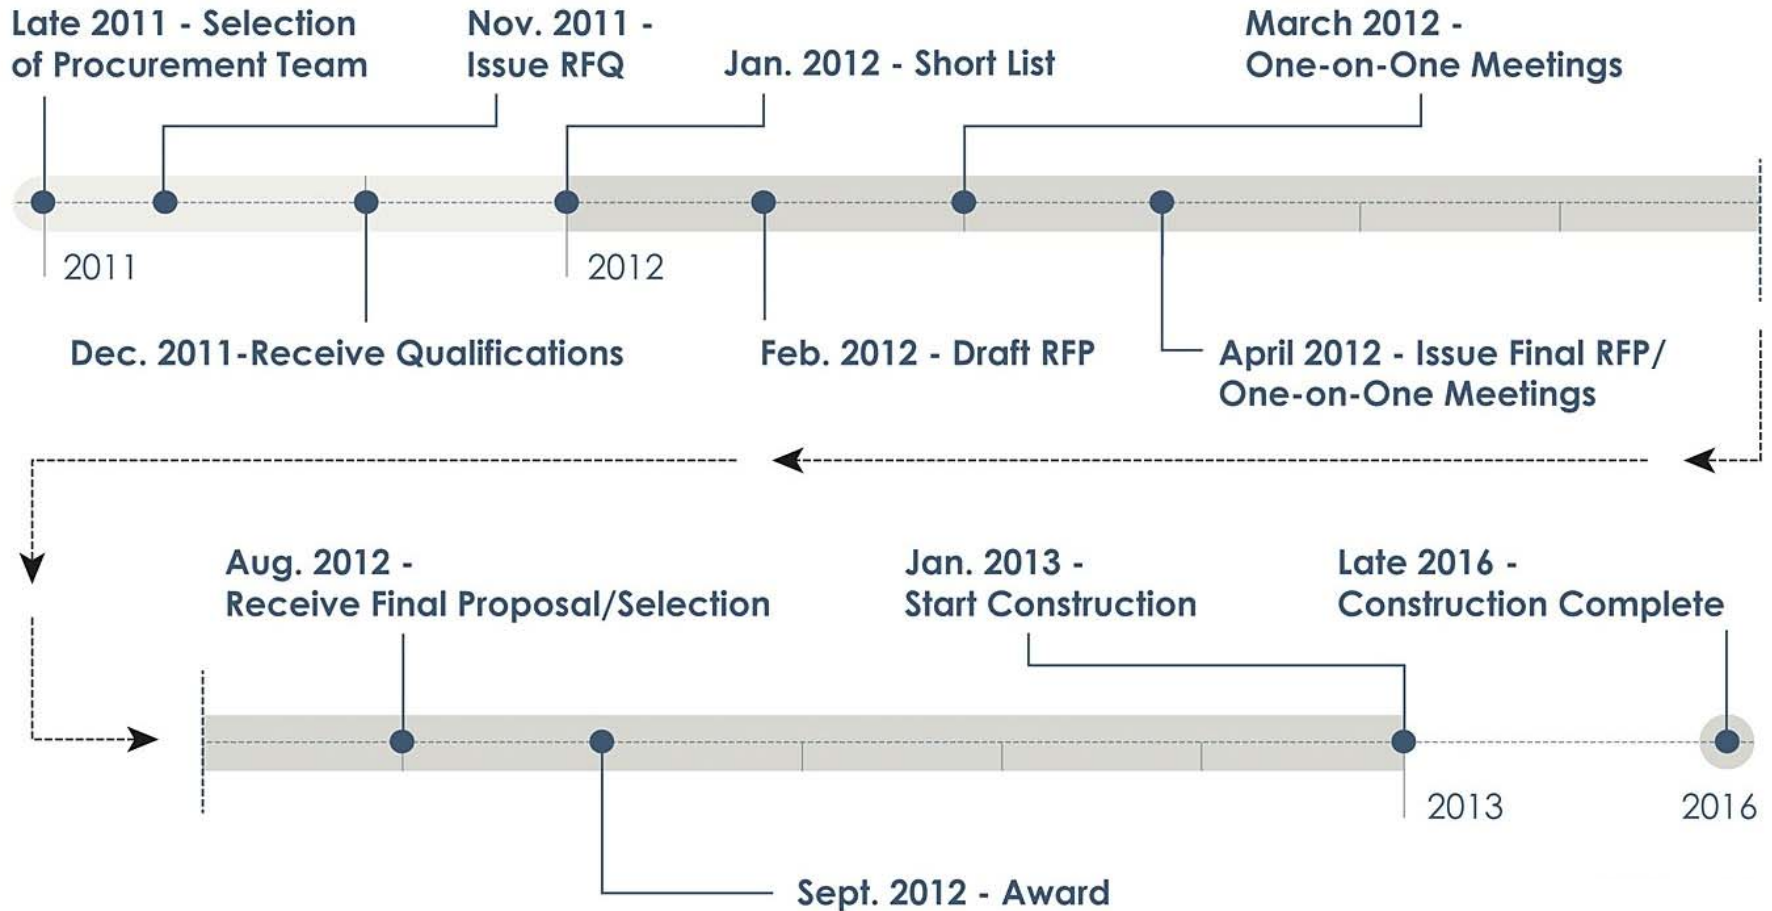 Late 2011 - Selection
of Procurement Team
Nov. 2011 -
Issue RFQ
Jan. 2012 - Short List
March 2012 -
One-on-One Meetings
2011
2012
Dec. 2011-Receive Qualifications
Feb. 2012 - Draft RFP
April 2012 - Issue Final RFP/
One-on-One Meetings
Aug. 2012 -
Receive Final Proposal/Selection
Jan. 2013 -
Start Construction
Late 2016 -
Construction Complete
2013
2016
Sept. 2012 - Award